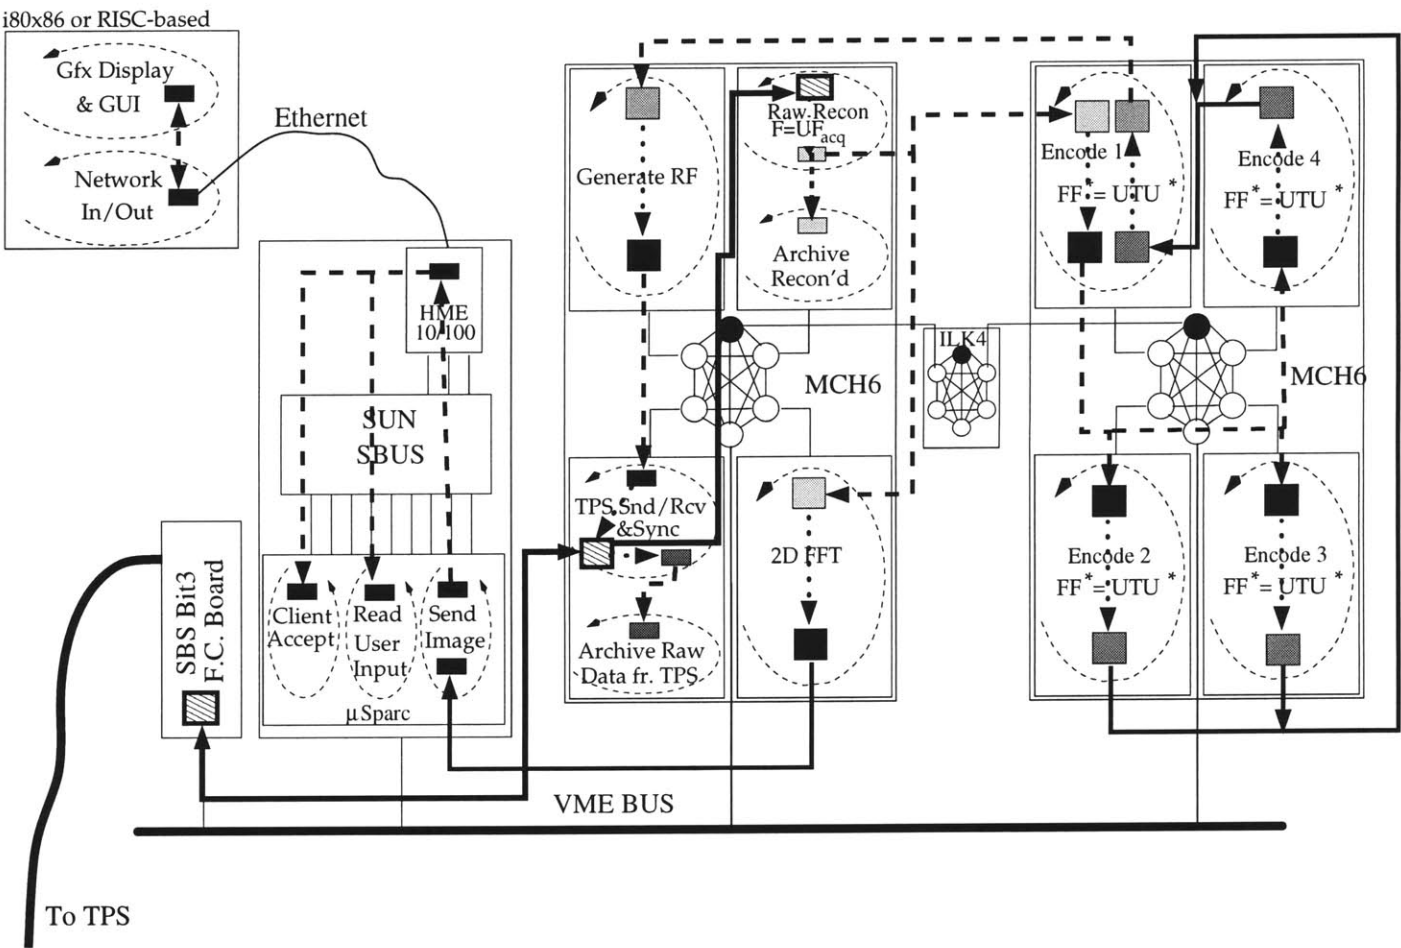 i80x86 or RISC-based
Gfx Display
& GUI
Network
In/Out
Ethernet
HME
10/100
SUN
SBUS
SBS Bit3
F.C. Board
Client
Accept
Read
User
Input
Send
Image
µSparc
Generate RF
Raw Recon
F=UFacq
Archive
Recon'd
MCH6
TPS Snd/Rcv
&Sync
Archive Raw
Data fr. TPS
2D FFT
ILK4
Encode 1
FF*= UTU*
Encode 4
FF*= UTU*
MCH6
Encode 2
FF*= UTU*
Encode 3
FF*= UTU*
VME BUS
To TPS